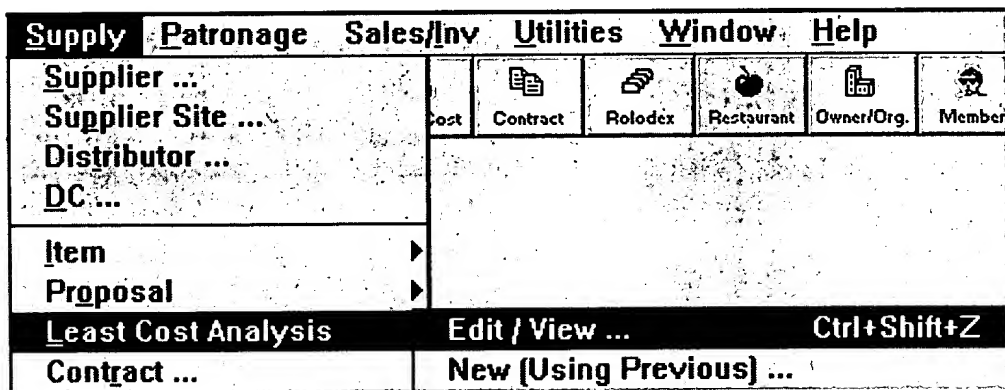 Supply Patronage Sales/Inv Utilities Window Help
Supplier ...
Supplier Site ...
Distributor ...
DC ...
Cost Contract Rolodex Restaurant Owner/Org. Member
Item
Proposal
Least Cost Analysis
Contract ...
Edit / View ... Ctrl+Shift+Z
New (Using Previous) ...